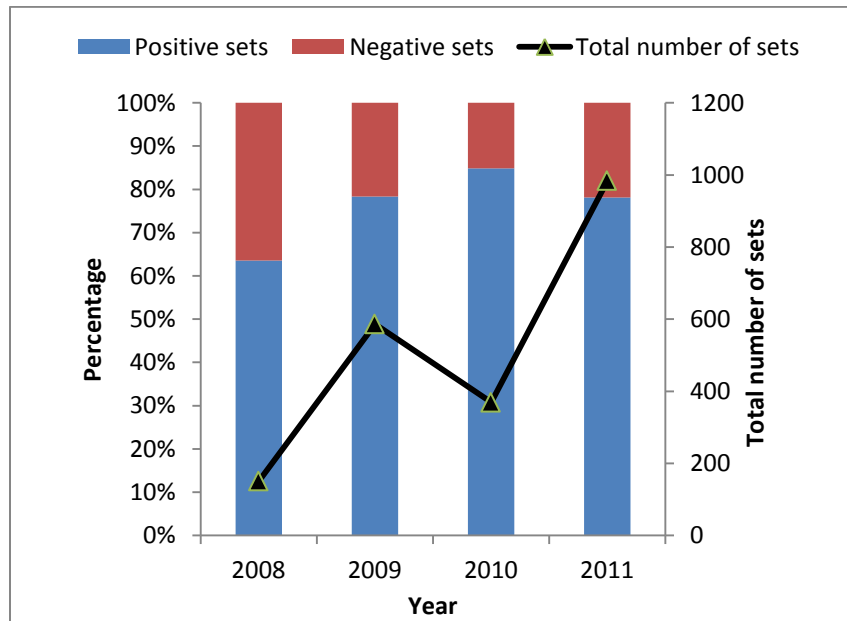 Positive sets Negative sets Total number of sets
100% 1200
90%
80% 1000
70% 800
60%
50% 600
40% 400
30%
20% 200
10%
0% 0
Percentage
Total number of sets
2008 2009 2010 2011
Year